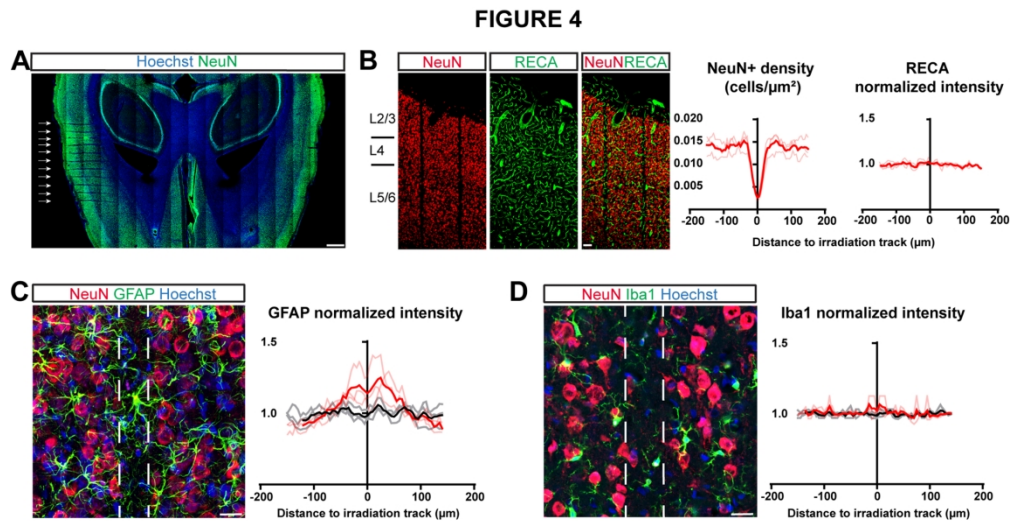 FIGURE 4
A
Hoechst NeuN
B
NeuN
RECA
NeuNRECA
L2/3
L4
L5/6
NeuN+ density
(cells/µm²)
0.020
0.015
0.010
0.005
-200 -100 0 100 200
RECA
normalized intensity
1.5
1.0
-200 -100 0 100 200
Distance to irradiation track (µm)
C
NeuN GFAP Hoechst
GFAP normalized intensity
1.5
1.0
-200 -100 0 100 200
Distance to irradiation track (µm)
D
NeuN Iba1 Hoechst
Iba1 normalized intensity
1.5
1.0
-200 -100 0 100 200
Distance to irradiation track (µm)